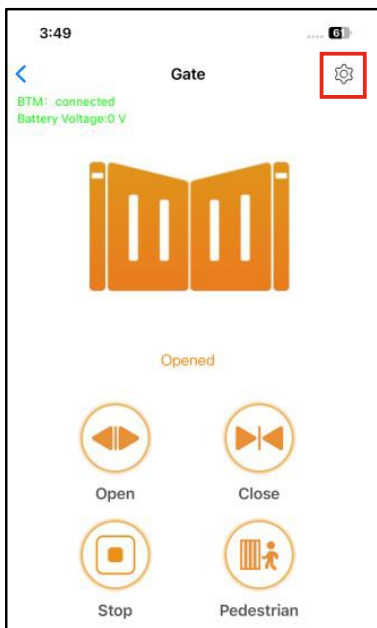 3:49
61
Gate
BTM: connected
Battery Voltage:0 V
Opened
Open
Close
Stop
Pedestrian